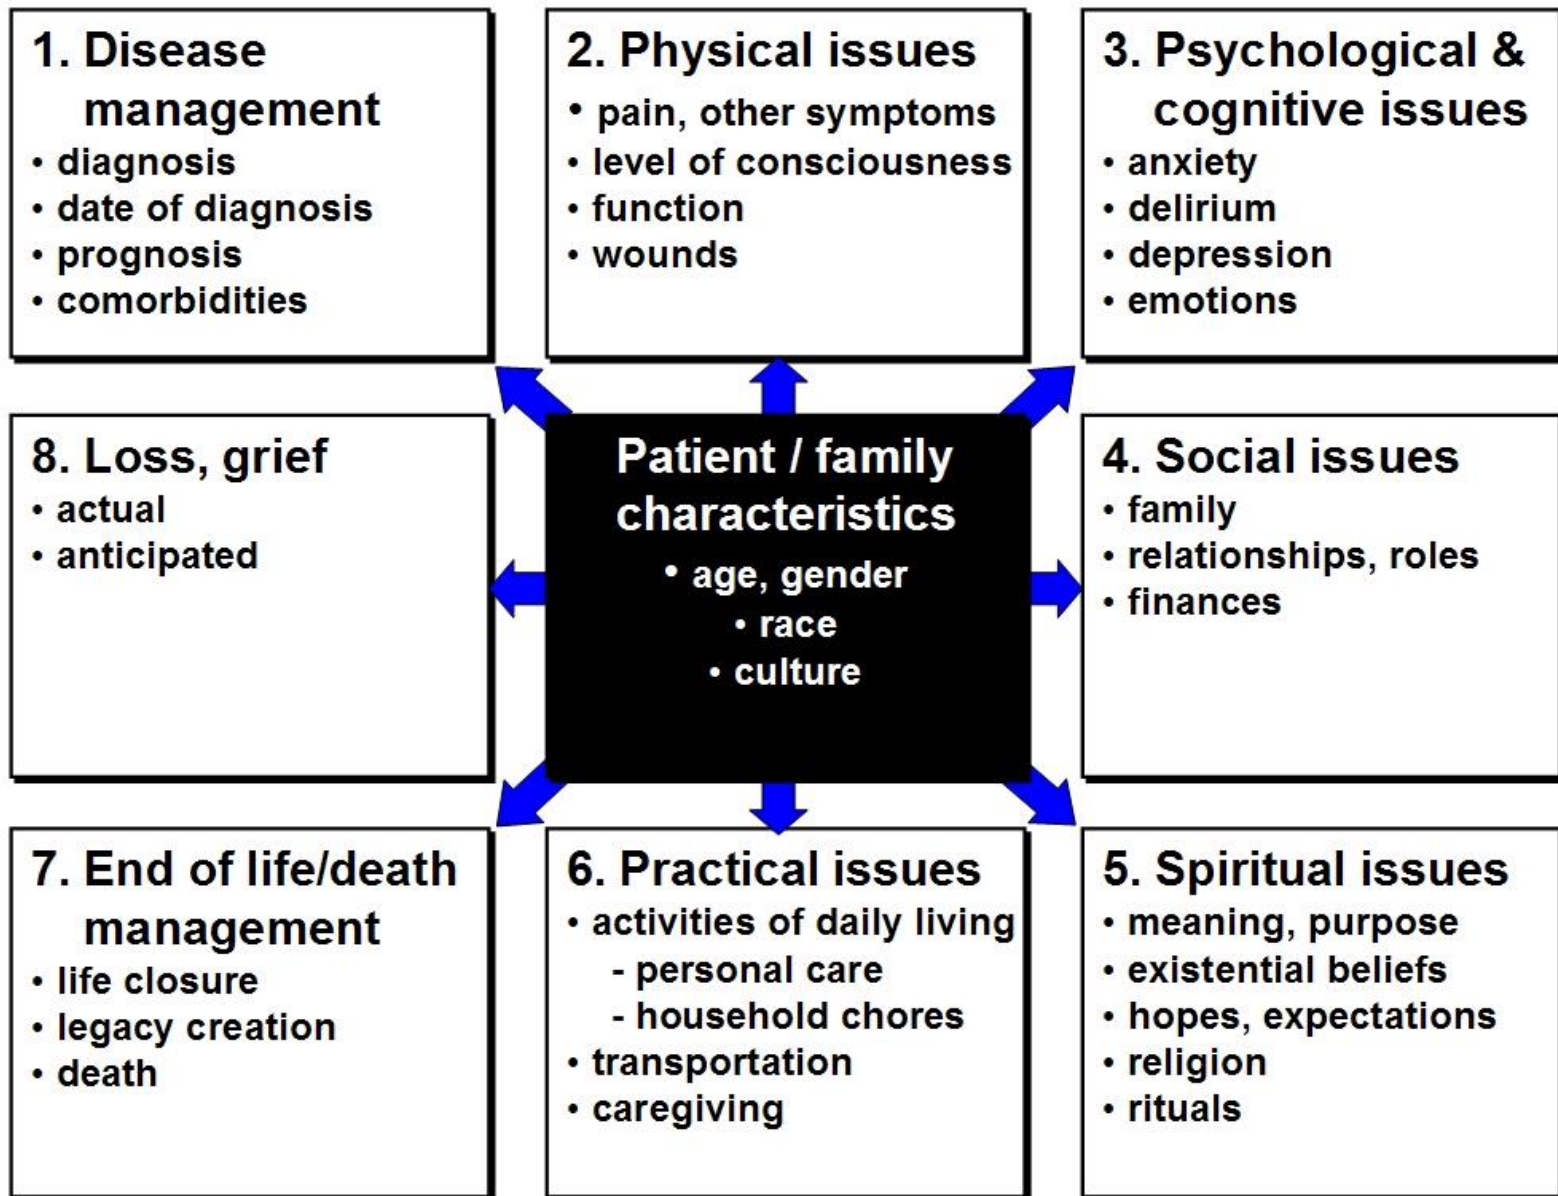 1. Disease
management
• diagnosis
• date of diagnosis
• prognosis
• comorbidities
2. Physical issues
• pain, other symptoms
• level of consciousness
• function
• wounds
3. Psychological &
cognitive issues
• anxiety
• delirium
• depression
• emotions
8. Loss, grief
• actual
• anticipated
Patient / family
characteristics
• age, gender
• race
• culture
4. Social issues
• family
• relationships, roles
• finances
7. End of life/death
management
• life closure
• legacy creation
• death
6. Practical issues
• activities of daily living
- personal care
- household chores
• transportation
• caregiving
5. Spiritual issues
• meaning, purpose
• existential beliefs
• hopes, expectations
• religion
• rituals